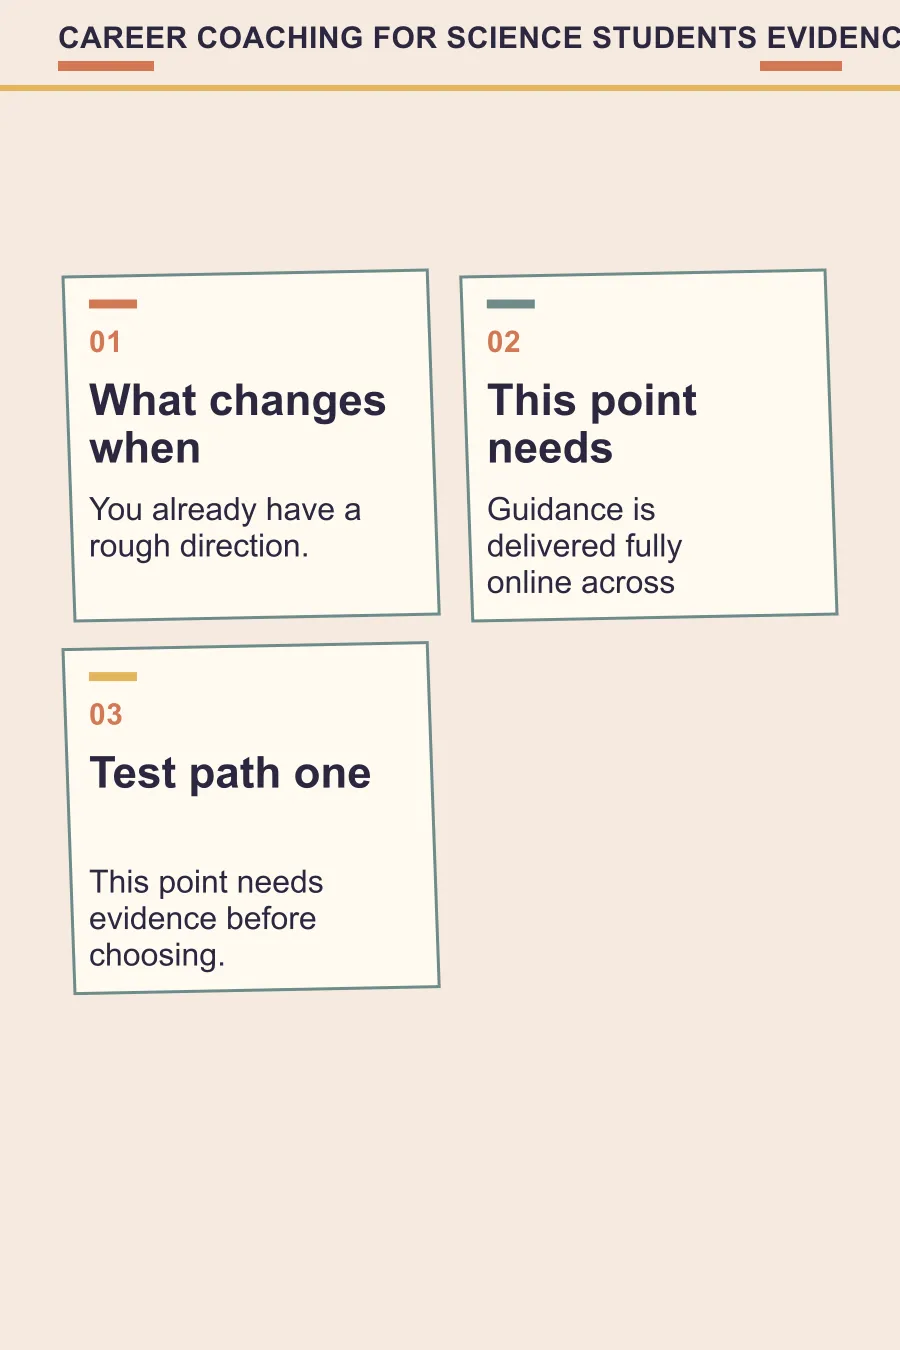 CAREER COACHING FOR SCIENCE STUDENTS EVIDENC
01
What changes
when
You already have a
rough direction.
02
This point
needs
Guidance is
delivered fully
online across
03
Test path one
This point needs
evidence before
choosing.